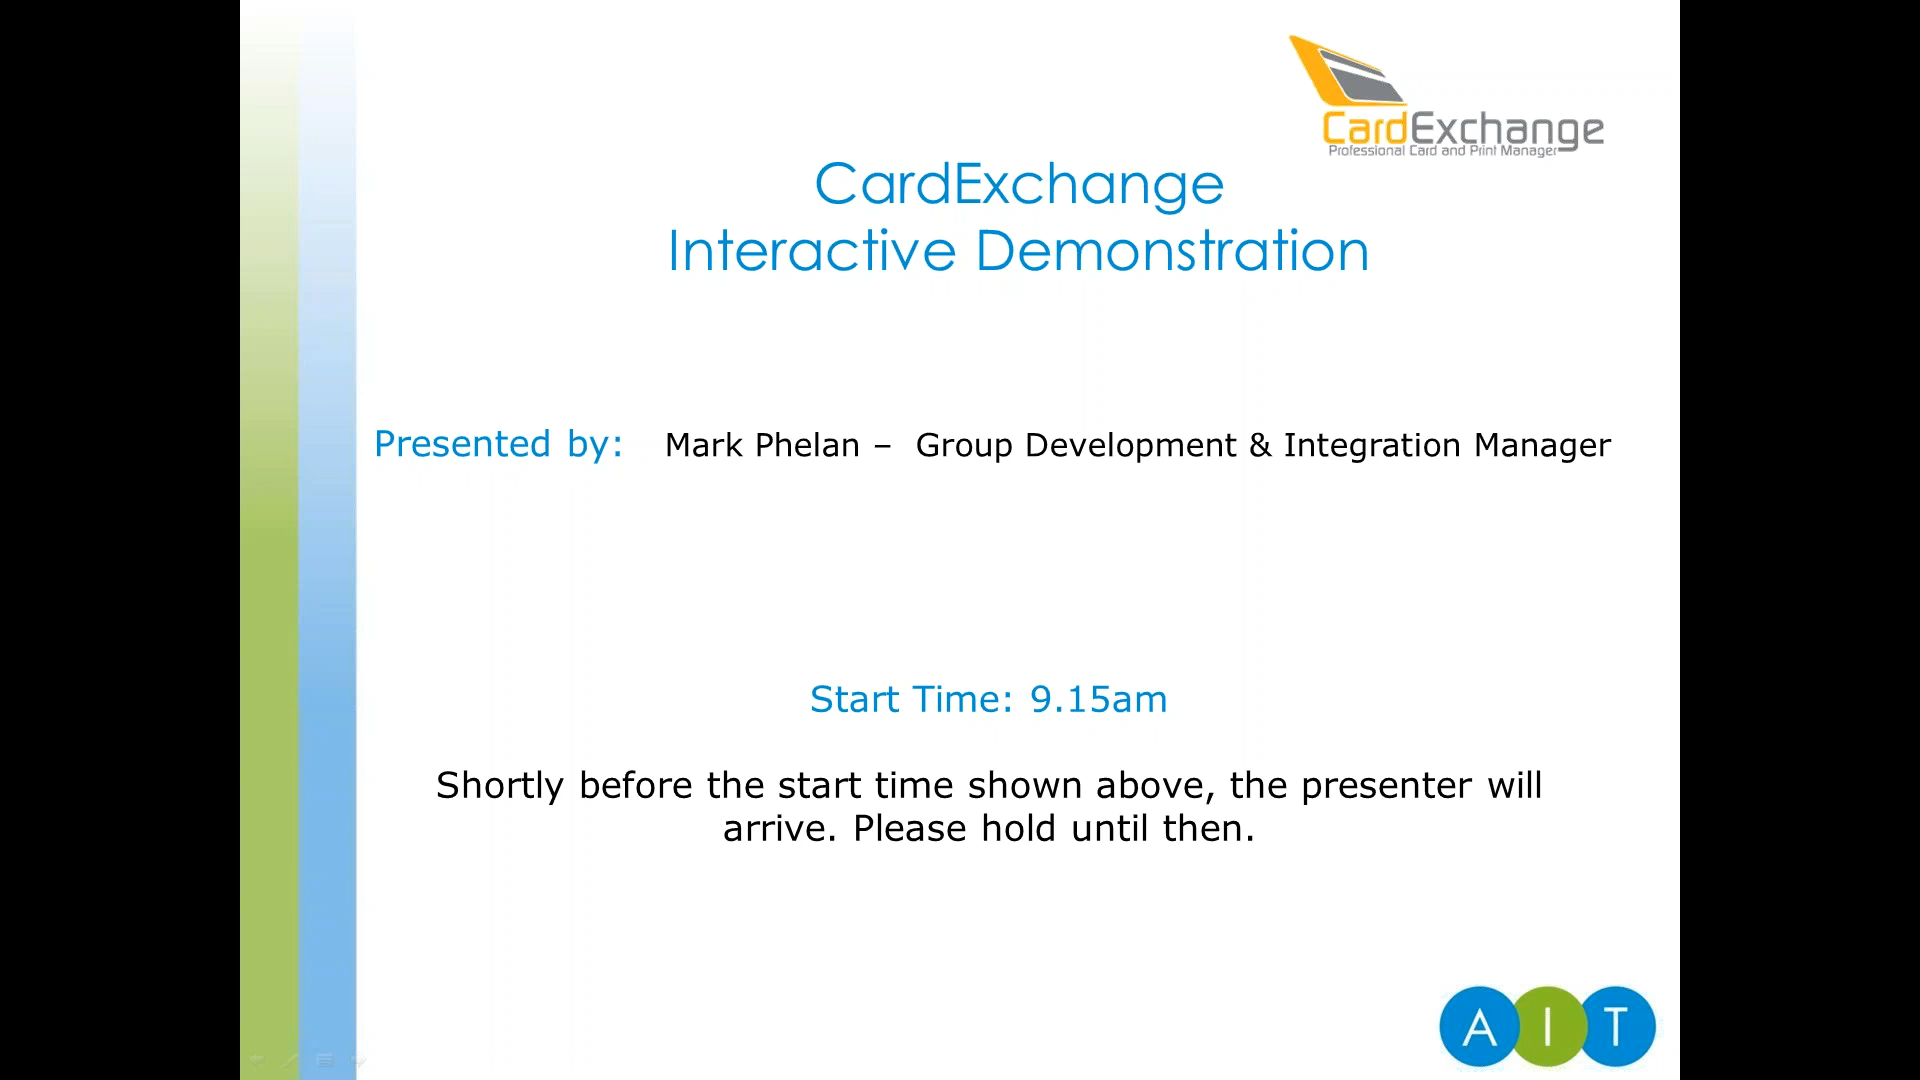 CardExchange
Professional Card and Print Manager
CardExchange
Interactive Demonstration
Presented by: Mark Phelan – Group Development & Integration Manager
Start Time: 9.15am
Shortly before the start time shown above, the presenter will
arrive. Please hold until then.
A I T